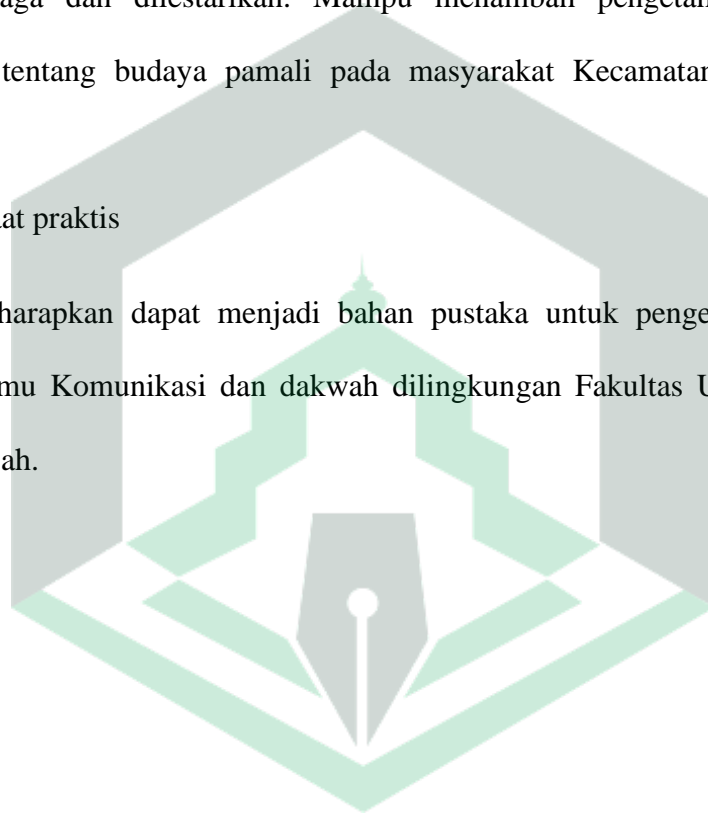 aga dan dilestarikan. Mampu menambah pengetah
tentang budaya pamali pada masyarakat Kecamatan
at praktis
harapkan dapat menjadi bahan pustaka untuk penge
mu Komunikasi dan dakwah dilingkungan Fakultas U
ah.